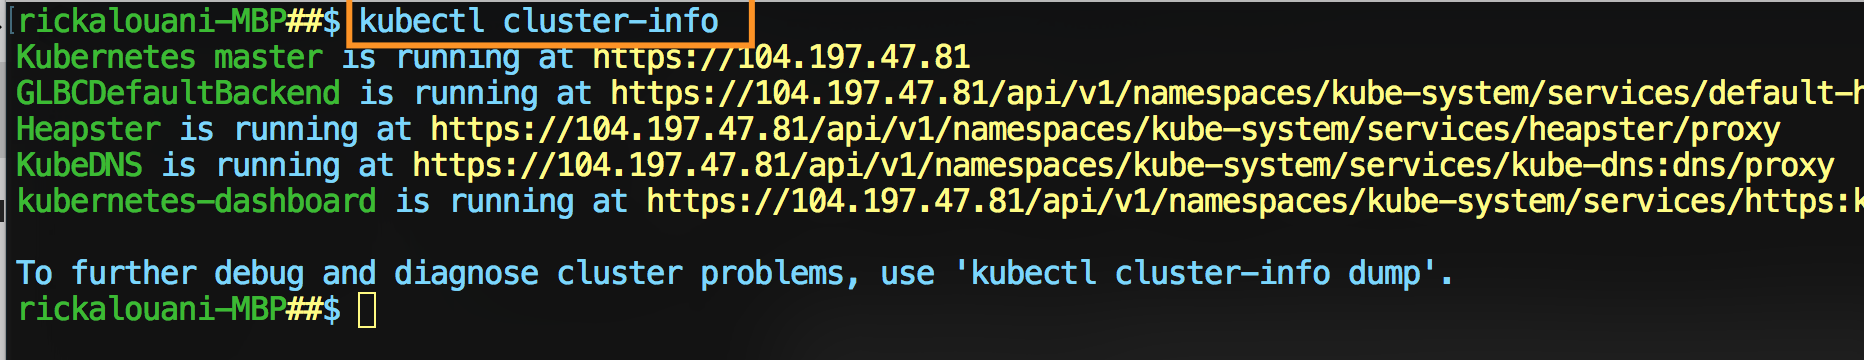 rickalouani-MBP##$ kubectl cluster-info
Kubernetes master is running at https://104.197.47.81
GLBCDefaultBackend is running at https://104.197.47.81/api/v1/namespaces/kube-system/services/default-h
Heapster is running at https://104.197.47.81/api/v1/namespaces/kube-system/services/heapster/proxy
KubeDNS is running at https://104.197.47.81/api/v1/namespaces/kube-system/services/kube-dns:dns/proxy
kubernetes-dashboard is running at https://104.197.47.81/api/v1/namespaces/kube-system/services/https:k
To further debug and diagnose cluster problems, use 'kubectl cluster-info dump'.
rickalouani-MBP##$